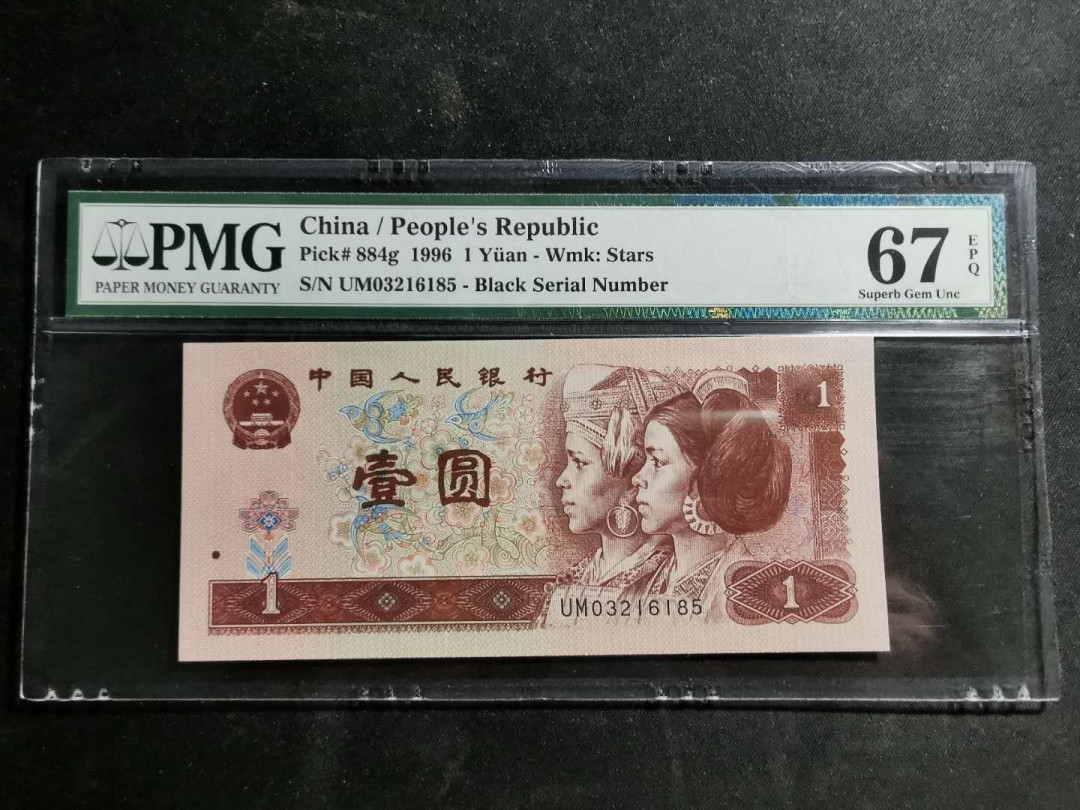 PMG
PAPER MONEY GUARANTY
China / People's Republic
Pick# 884g 1996 1 Yüan - Wmk: Stars
S/N UM03216185 - Black Serial Number
67
EPQ
Superb Gem Unc
中国人民银行
1
壹圆
1
UM03216185
1